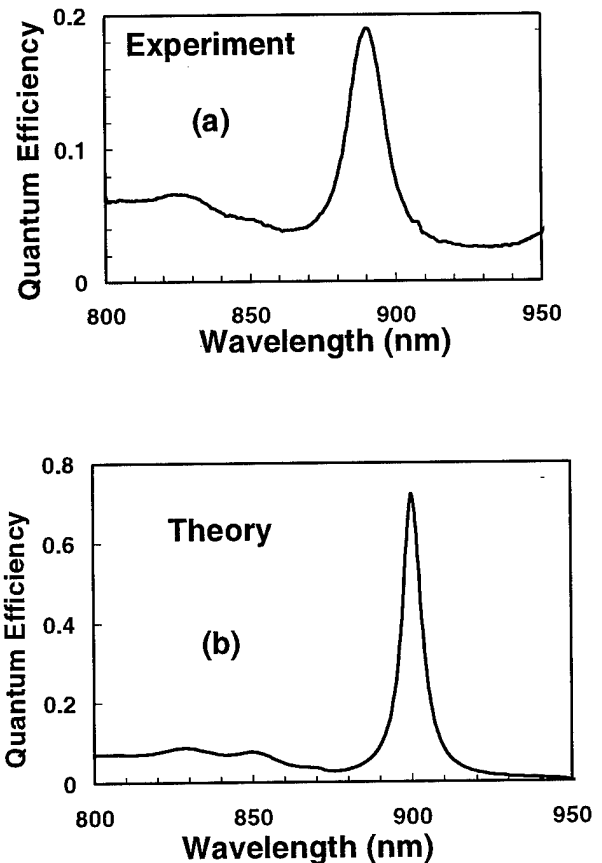 0.2
Experiment
(a)
0.1
Quantum Efficiency
0
800 850 900 950
Wavelength (nm)
0.8
Theory
0.6
(b)
0.4
Quantum Efficiency
0.2
0
800 850 900 950
Wavelength (nm)